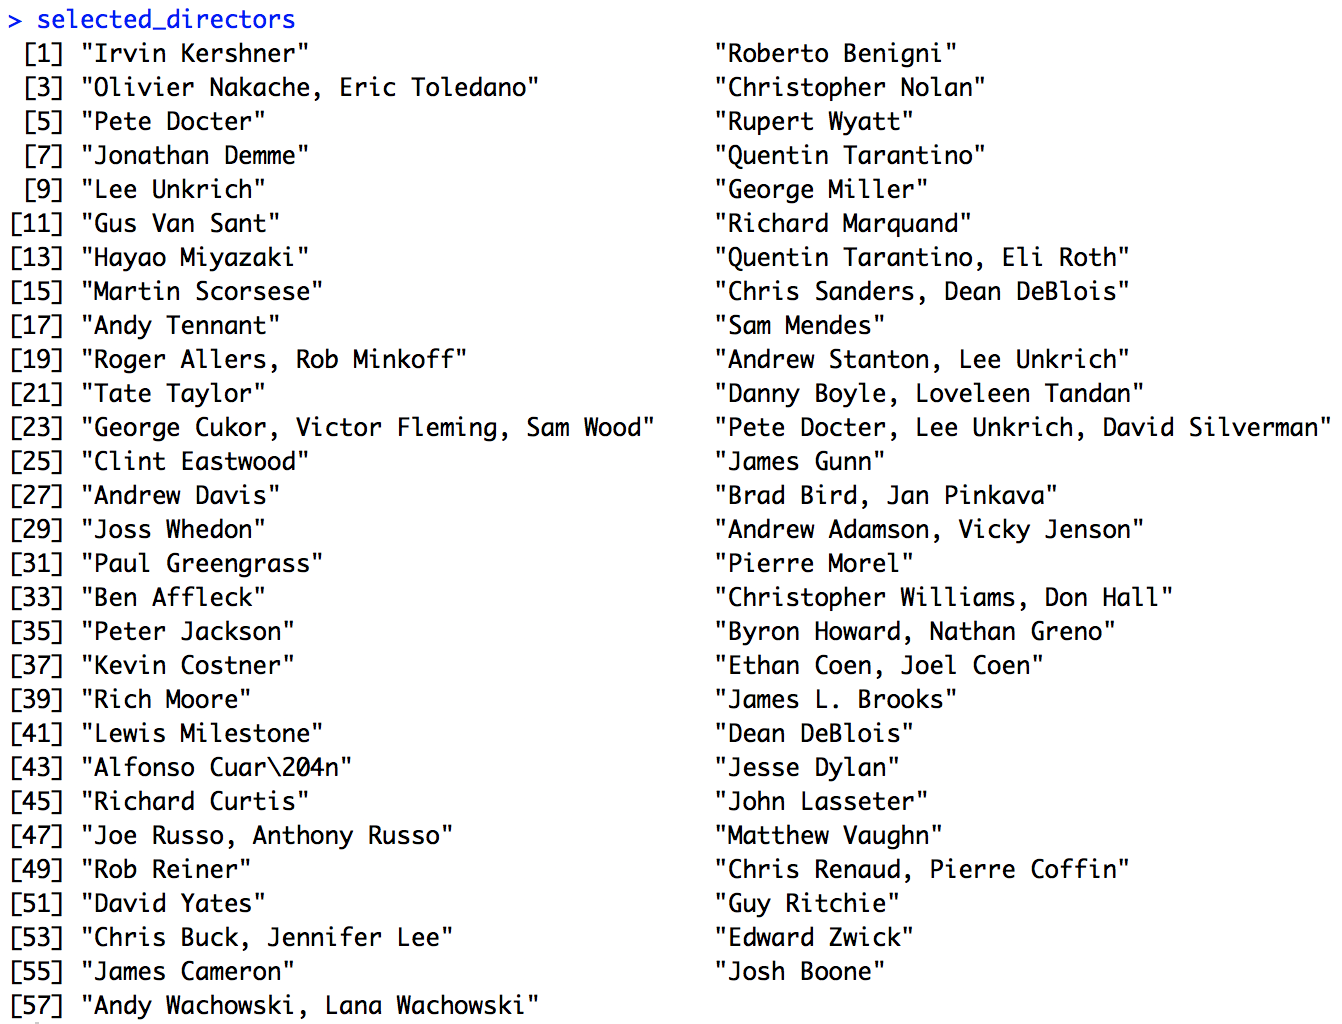 > selected_directors
[1] "Irvin Kershner" "Roberto Benigni"
[3] "Olivier Nakache, Eric Toledano" "Christopher Nolan"
[5] "Pete Docter" "Rupert Wyatt"
[7] "Jonathan Demme" "Quentin Tarantino"
[9] "Lee Unkrich" "George Miller"
[11] "Gus Van Sant" "Richard Marquand"
[13] "Hayao Miyazaki" "Quentin Tarantino, Eli Roth"
[15] "Martin Scorsese" "Chris Sanders, Dean DeBlois"
[17] "Andy Tennant" "Sam Mendes"
[19] "Roger Allers, Rob Minkoff" "Andrew Stanton, Lee Unkrich"
[21] "Tate Taylor" "Danny Boyle, Loveleen Tandan"
[23] "George Cukor, Victor Fleming, Sam Wood" "Pete Docter, Lee Unkrich, David Silverman"
[25] "Clint Eastwood" "James Gunn"
[27] "Andrew Davis" "Brad Bird, Jan Pinkava"
[29] "Joss Whedon" "Andrew Adamson, Vicky Jenson"
[31] "Paul Greengrass" "Pierre Morel"
[33] "Ben Affleck" "Christopher Williams, Don Hall"
[35] "Peter Jackson" "Byron Howard, Nathan Greno"
[37] "Kevin Costner" "Ethan Coen, Joel Coen"
[39] "Rich Moore" "James L. Brooks"
[41] "Lewis Milestone" "Dean DeBlois"
[43] "Alfonso Cuar\204n" "Jesse Dylan"
[45] "Richard Curtis" "John Lasseter"
[47] "Joe Russo, Anthony Russo" "Matthew Vaughn"
[49] "Rob Reiner" "Chris Renaud, Pierre Coffin"
[51] "David Yates" "Guy Ritchie"
[53] "Chris Buck, Jennifer Lee" "Edward Zwick"
[55] "James Cameron" "Josh Boone"
[57] "Andy Wachowski, Lana Wachowski"